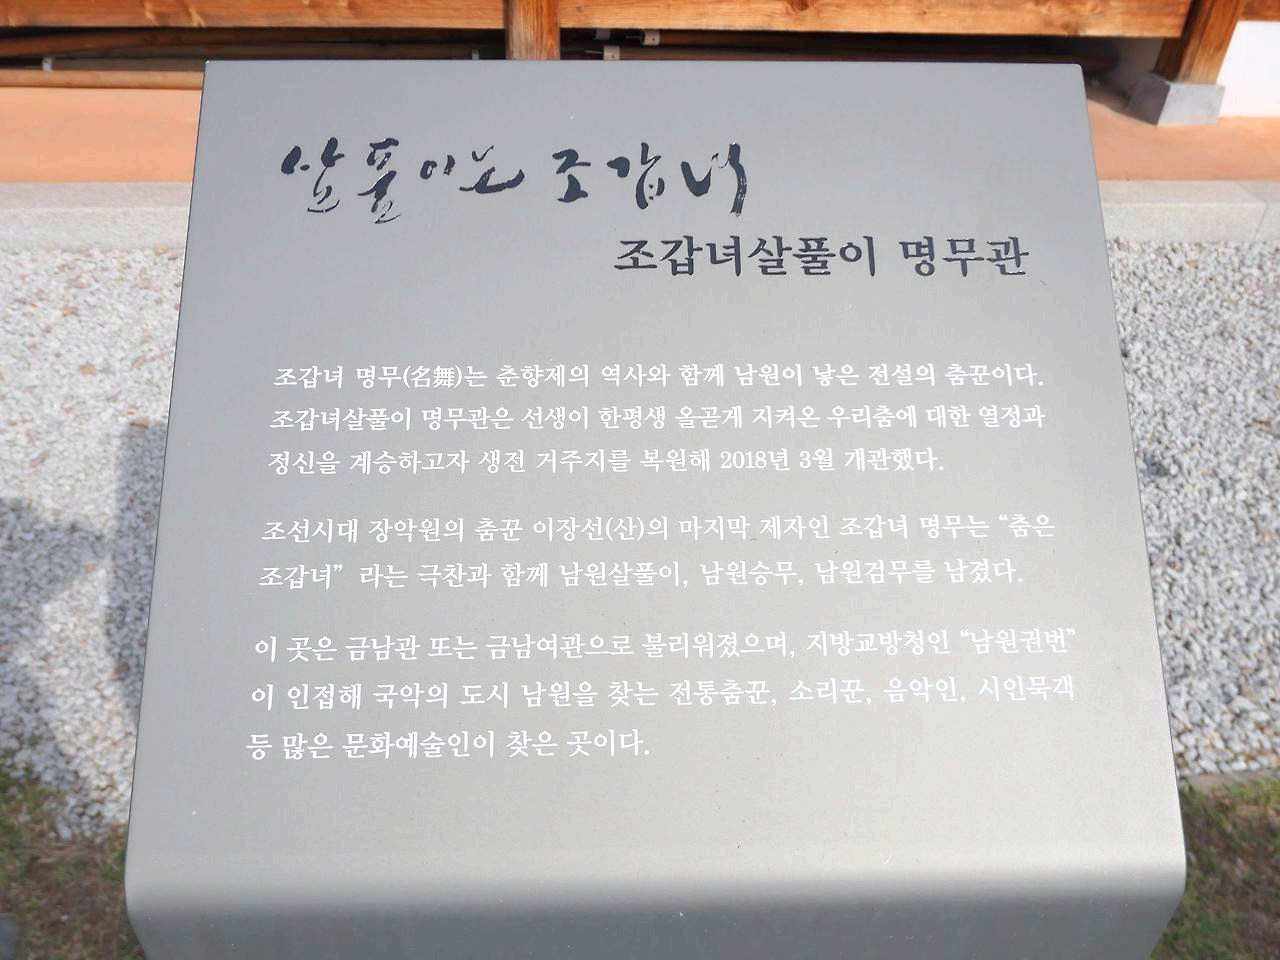 살풀이는 조갑녀
조갑녀살풀이 명무관
조갑녀 명무(名舞)는 춘향제의 역사와 함께 남원이 낳은 전설의 춤꾼이다.
조갑녀살풀이 명무관은 선생이 한평생 올곧게 지켜온 우리춤에 대한 열정과
정신을 계승하고자 생전 거주지를 복원해 2018년 3월 개관했다.
조선시대 장악원의 춤꾼 이장선(산)의 마지막 제자인 조갑녀 명무는 “춤은
조갑녀” 라는 극찬과 함께 남원살풀이, 남원승무, 남원검무를 남겼다.
이 곳은 금남관 또는 금남여관으로 불리워졌으며, 지방교방청인 “남원권번”
이 인접해 국악의 도시 남원을 찾는 전통춤꾼, 소리꾼, 음악인, 시인묵객
등 많은 문화예술인이 찾은 곳이다.